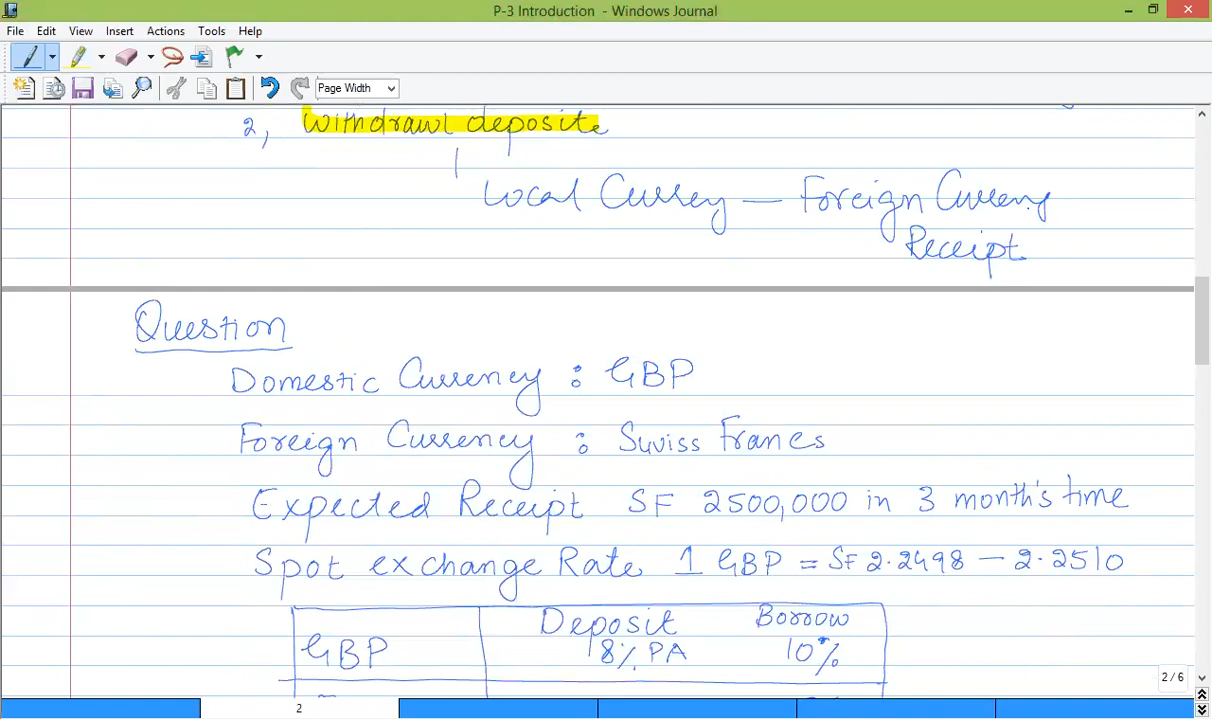 P-3 Introduction - Windows Journal
File Edit View Insert Actions Tools Help
Page Width
2, Withdrawl deposite
Local Currey — Foreign Curreny
Receipt
Question
Domestic Currency : GBP
Foreign Currency : Swiss Francs
Expected Receipt SF 2500,000 in 3 month's time
Spot exchange Rate 1 GBP = SF 2.2498 – 2.2510
Deposit Borrow
GBP 8% PA 10%
2 / 6
2